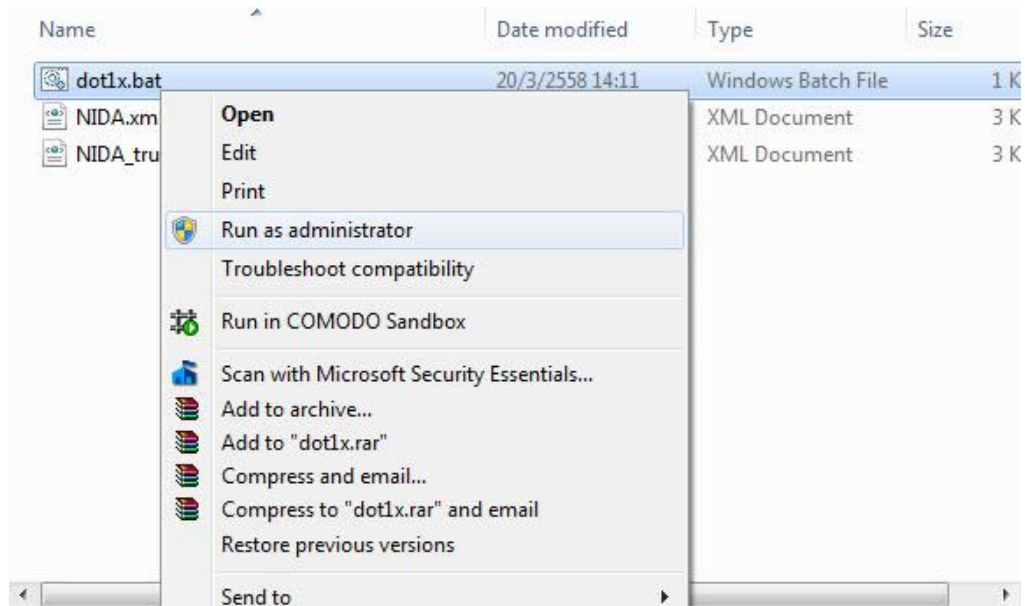 Name Date modified Type Size
dot1x.bat 20/3/2558 14:11 Windows Batch File 1 K
NIDA.xm XML Document 3 K
NIDA_tru XML Document 3 K
Open
Edit
Print
Run as administrator
Troubleshoot compatibility
Run in COMODO Sandbox
Scan with Microsoft Security Essentials...
Add to archive...
Add to "dot1x.rar"
Compress and email...
Compress to "dot1x.rar" and email
Restore previous versions
Send to